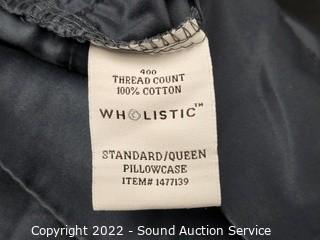 400
THREAD COUNT
100% COTTON
WHOLISTIC™
STANDARD/QUEEN
PILLOWCASE
ITEM# 1477139
Copyright 2022 - Sound Auction Service